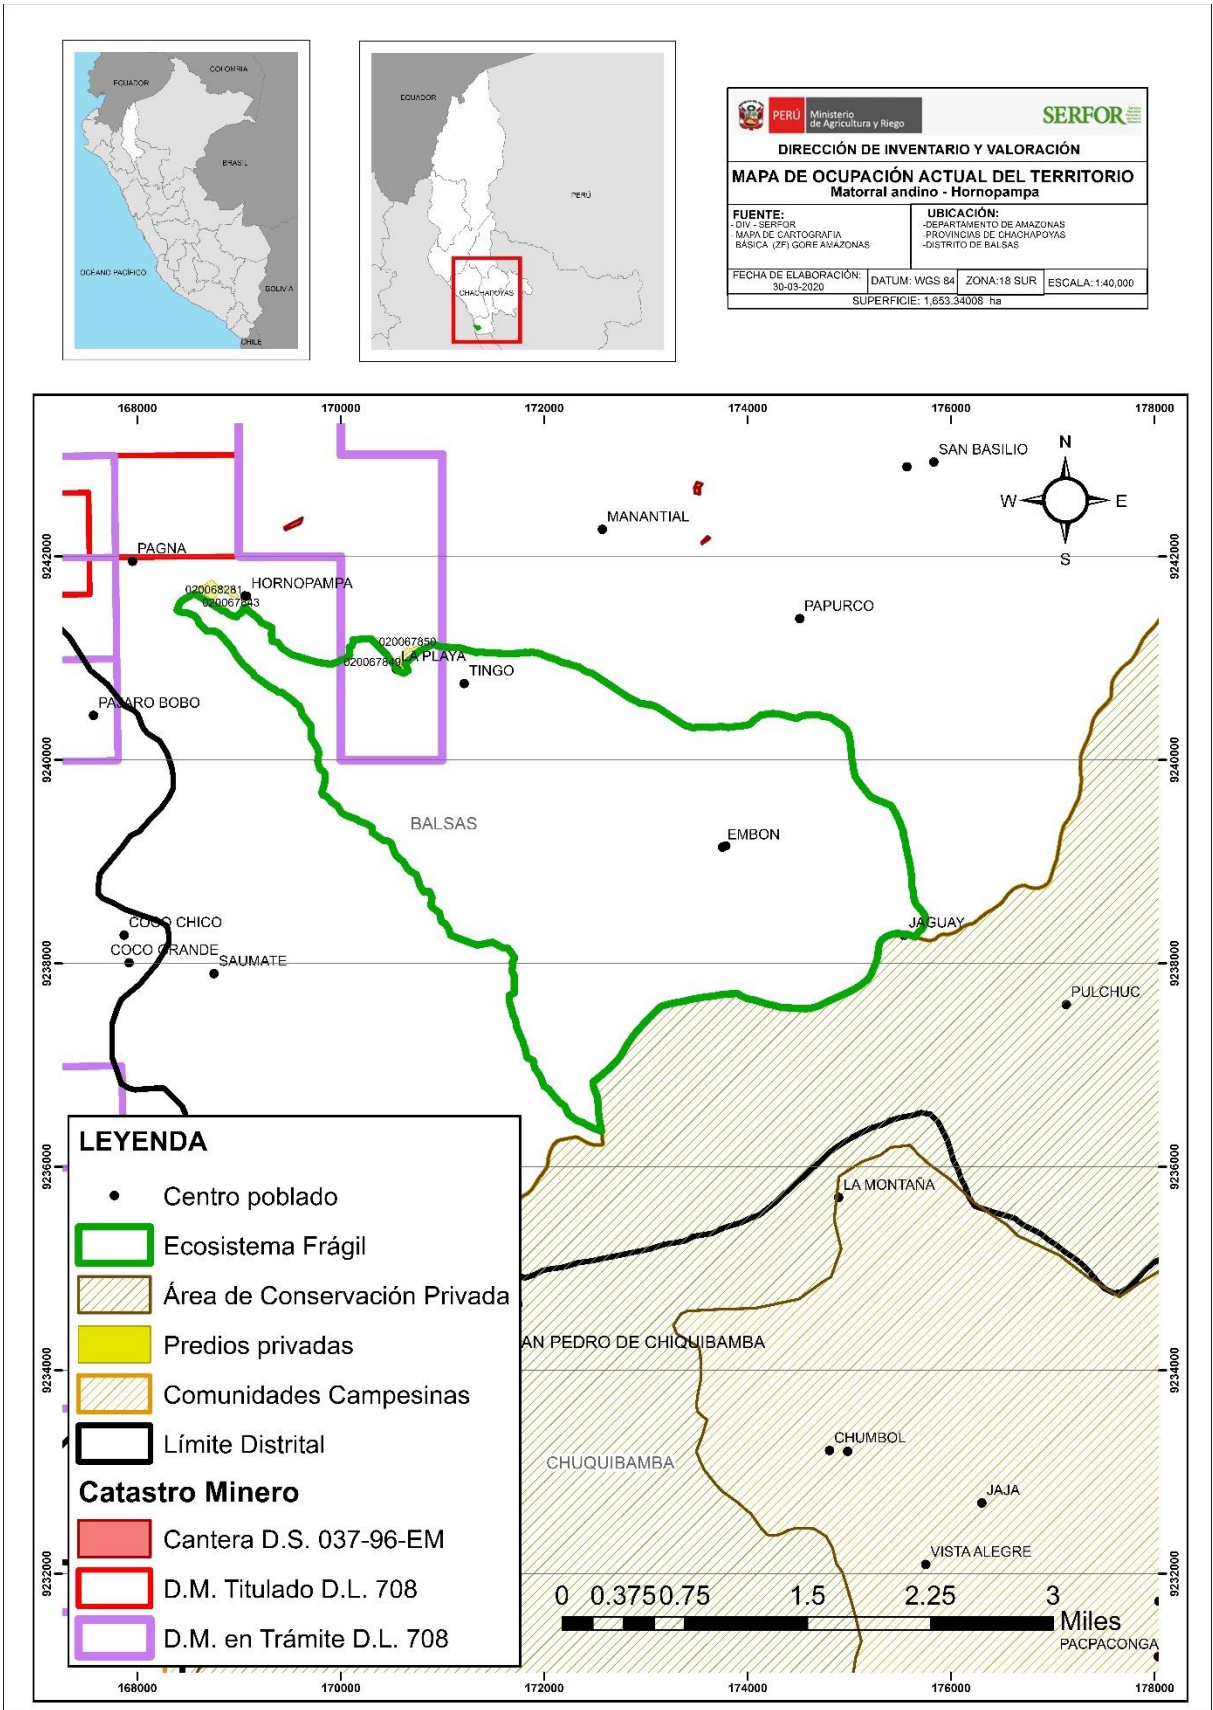 COLOMBIA
ECUADOR
BRASIL
PERÚ
OCÉANO PACÍFICO
BOLIVIA
CHILE
ECUADOR
PERÚ
CHACHAPOYAS
PERÚ Ministerio de Agricultura y Riego
SERFOR
DIRECCIÓN DE INVENTARIO Y VALORACIÓN
MAPA DE OCUPACIÓN ACTUAL DEL TERRITORIO
Matorral andino - Hornopampa
FUENTE:
- DIV - SERFOR
- MAPA DE CARTOGRAFIA
BÁSICA (ZF) GORE AMAZONAS
UBICACIÓN:
-DEPARTAMENTO DE AMAZONAS
-PROVINCIAS DE CHACHAPOYAS
-DISTRITO DE BALSAS
FECHA DE ELABORACIÓN:
30-03-2020
DATUM: WGS 84
ZONA:18 SUR
ESCALA: 1:40,000
SUPERFICIE: 1,653.34008 ha
168000 170000 172000 174000 176000 178000
SAN BASILIO
N
W E
S
MANANTIAL
9242000 9242000
PAGNA
HORNOPAMPA
020068281
020067843
PAPURCO
020067850
LA PLAYA
020067849
TINGO
PAJARO BOBO
9240000 9240000
BALSAS
EMBON
COCO CHICO
JAGUAY
COCO GRANDE
SAUMATE
9238000 9238000
PULCHUC
LEYENDA
Centro poblado
Ecosistema Frágil
Área de Conservación Privada
Predios privadas
Comunidades Campesinas
Límite Distrital
Catastro Minero
Cantera D.S. 037-96-EM
D.M. Titulado D.L. 708
D.M. en Trámite D.L. 708
9236000 9236000
LA MONTAÑA
AN PEDRO DE CHIQUIBAMBA
9234000 9234000
CHUMBOL
CHUQUIBAMBA
JAJA
VISTA ALEGRE
9232000 9232000
0 0.375 0.75 1.5 2.25 3
Miles
PACPACONGA
168000 170000 172000 174000 176000 178000